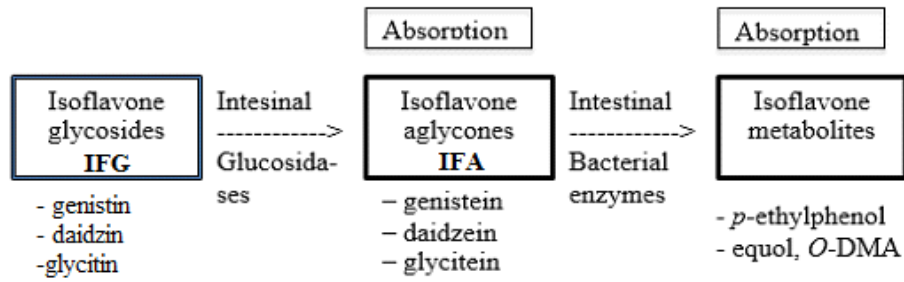 Absorption
Absorption
Isoflavone
glycosides
IFG
Intesinal
------------>
Glucosida-
ses
Isoflavone
aglycones
IFA
Intestinal
------------>
Bacterial
enzymes
Isoflavone
metabolites
- genistin
- daidzin
-glycitin
– genistein
– daidzein
– glycitein
- p-ethylphenol
- equol, O-DMA